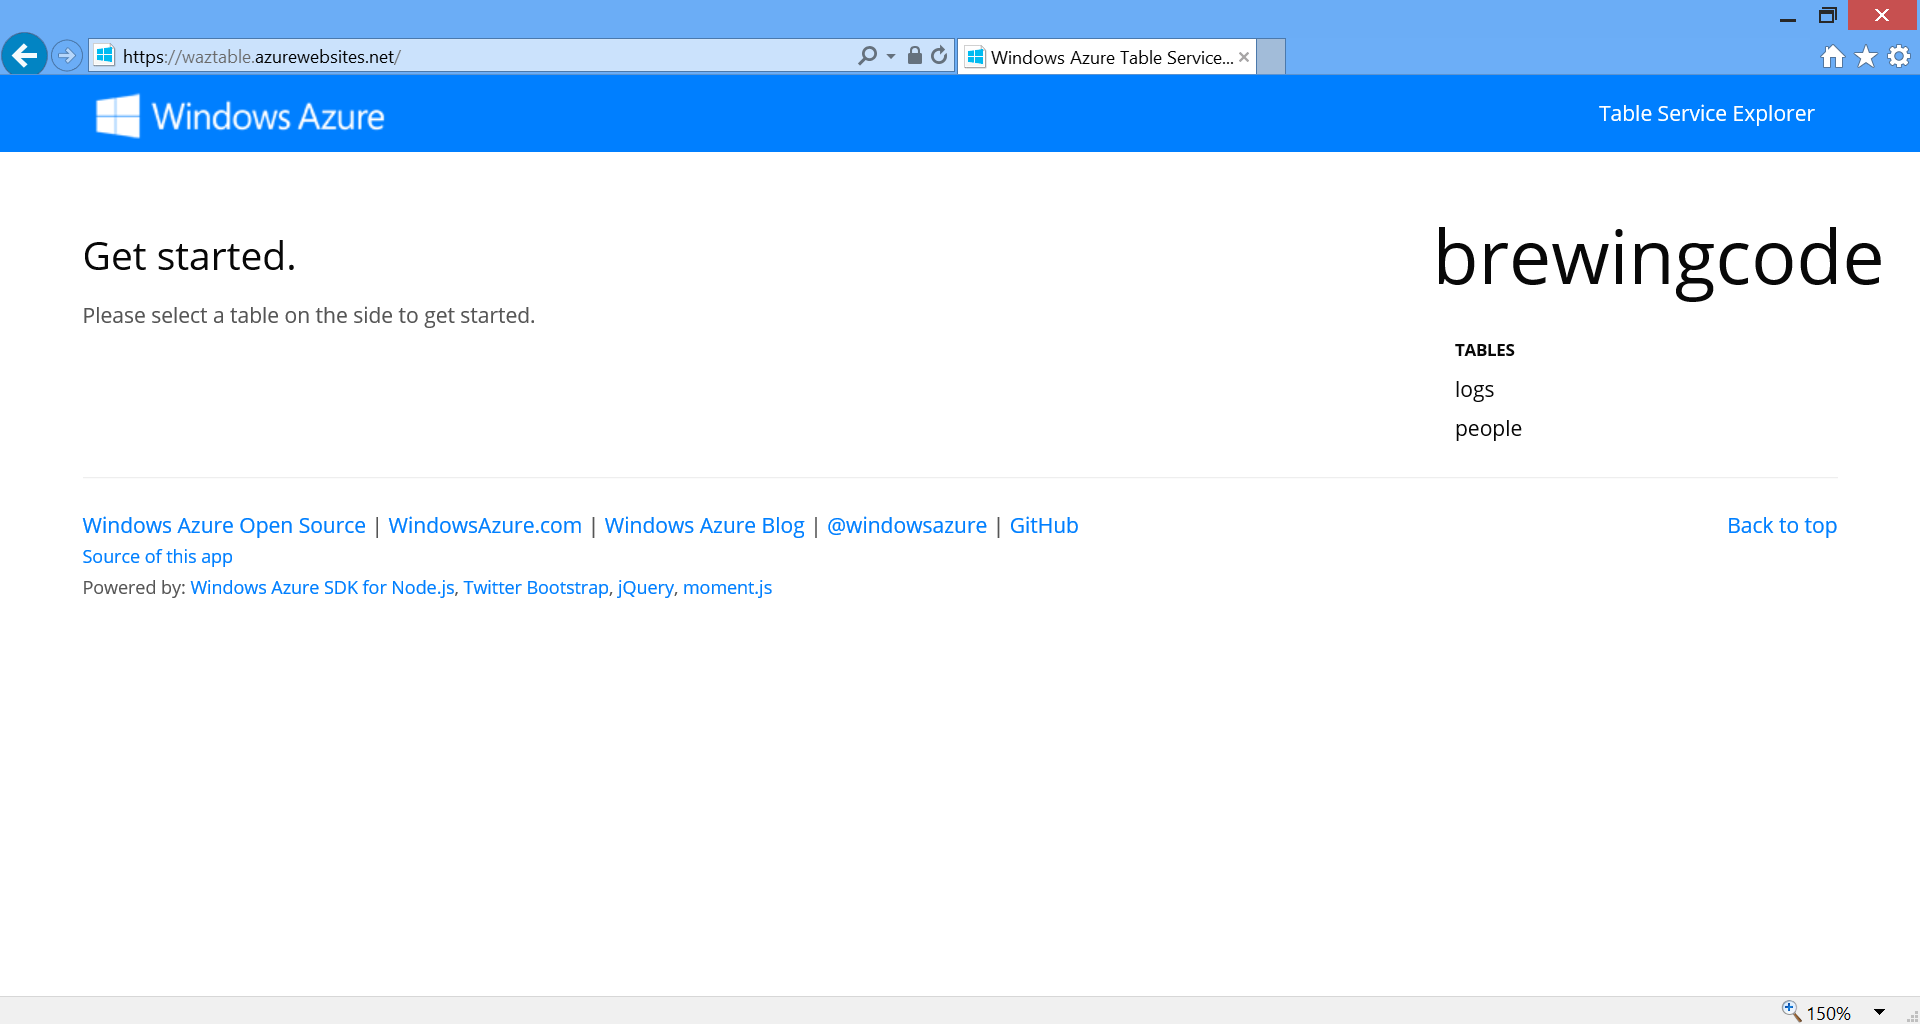 https://waztable.azurewebsites.net/
Windows Azure Table Service...
Windows Azure
Table Service Explorer
Get started.
Please select a table on the side to get started.
brewingcode
TABLES
logs
people
Windows Azure Open Source | WindowsAzure.com | Windows Azure Blog | @windowsazure | GitHub
Back to top
Source of this app
Powered by: Windows Azure SDK for Node.js, Twitter Bootstrap, jQuery, moment.js
150%